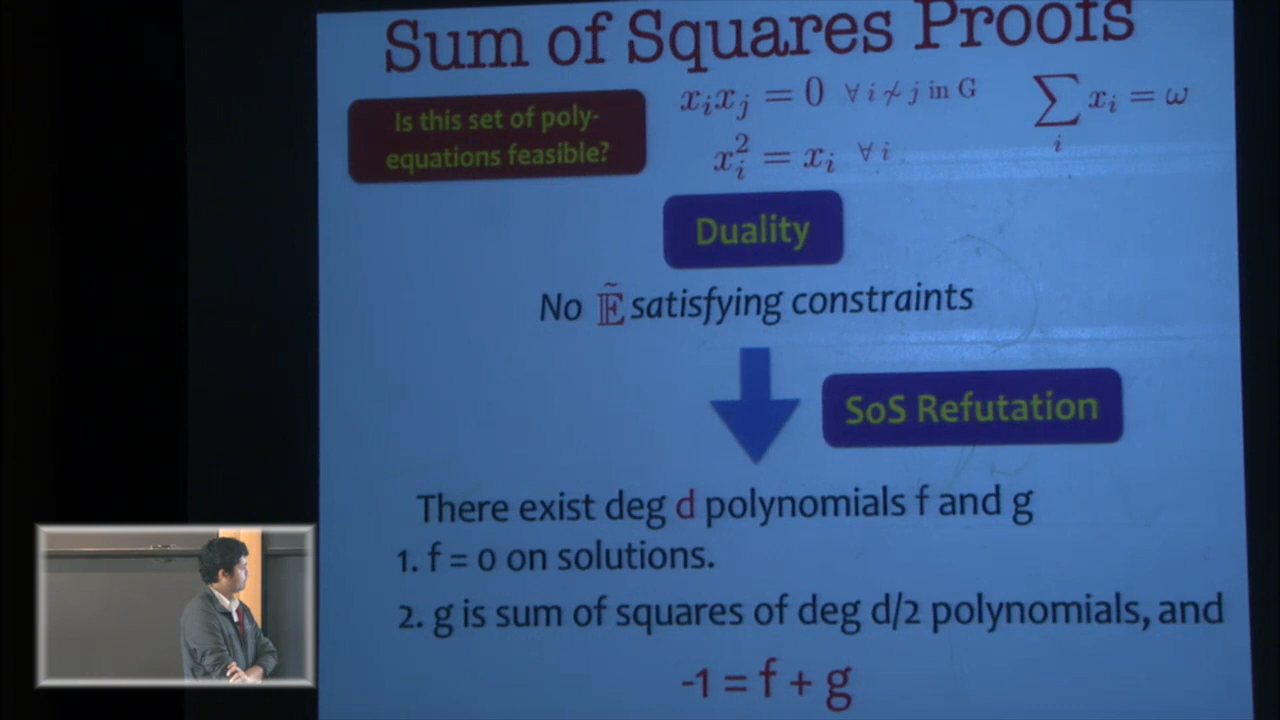 Sum of Squares Proofs
Is this set of poly-
equations feasible?
x_i x_j = 0 ∀ i ≁ j in G
∑_i x_i = ω
x_i^2 = x_i ∀ i
Duality
No 𝔼̃ satisfying constraints
SoS Refutation
There exist deg d polynomials f and g
1. f = 0 on solutions.
2. g is sum of squares of deg d/2 polynomials, and
-1 = f + g